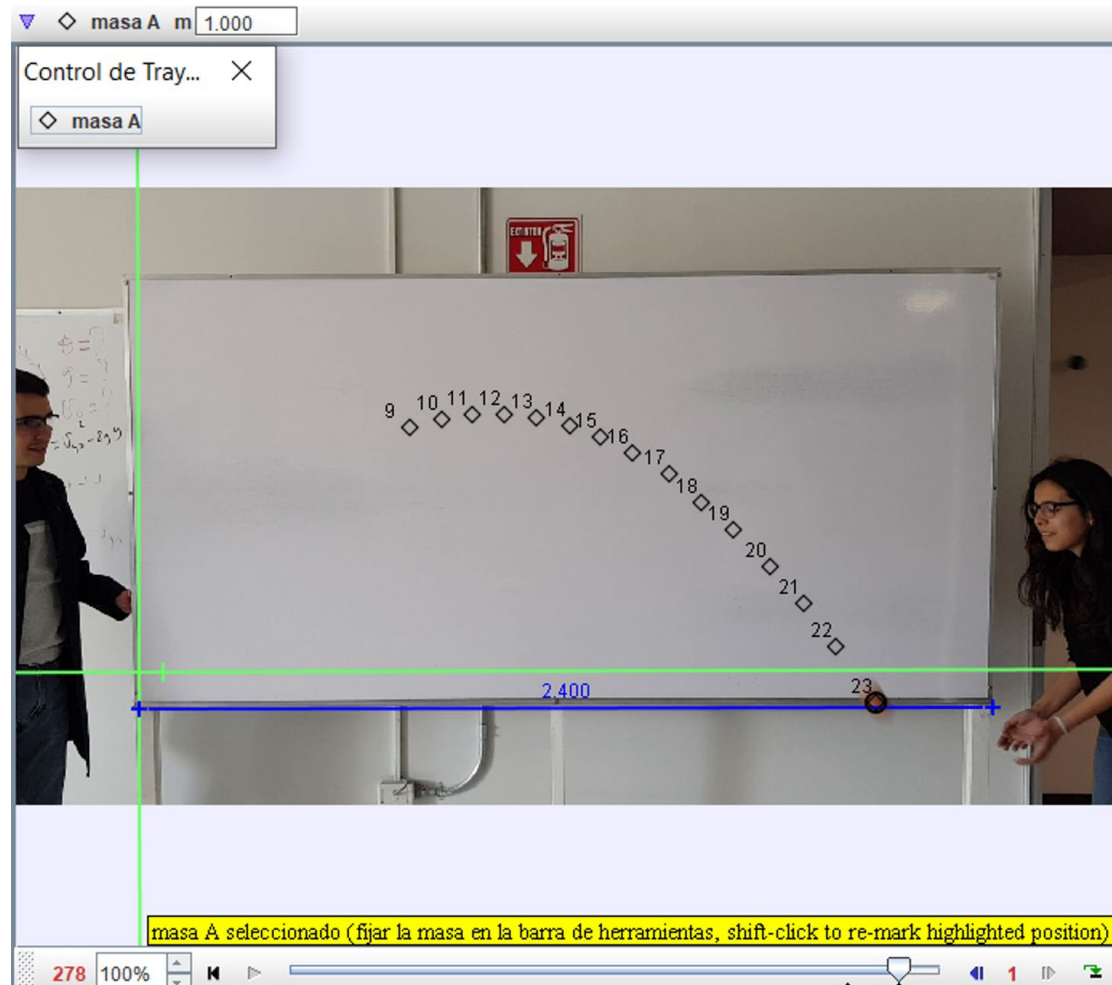 masa A m 1.000
Control de Tray...
masa A
EXTINTOR
9
10
11
12
13
14
15
16
17
18
19
20
21
22
23
2,400
masa A seleccionado (fijar la masa en la barra de herramientas, shift-click to re-mark highlighted position)
278 100% 1